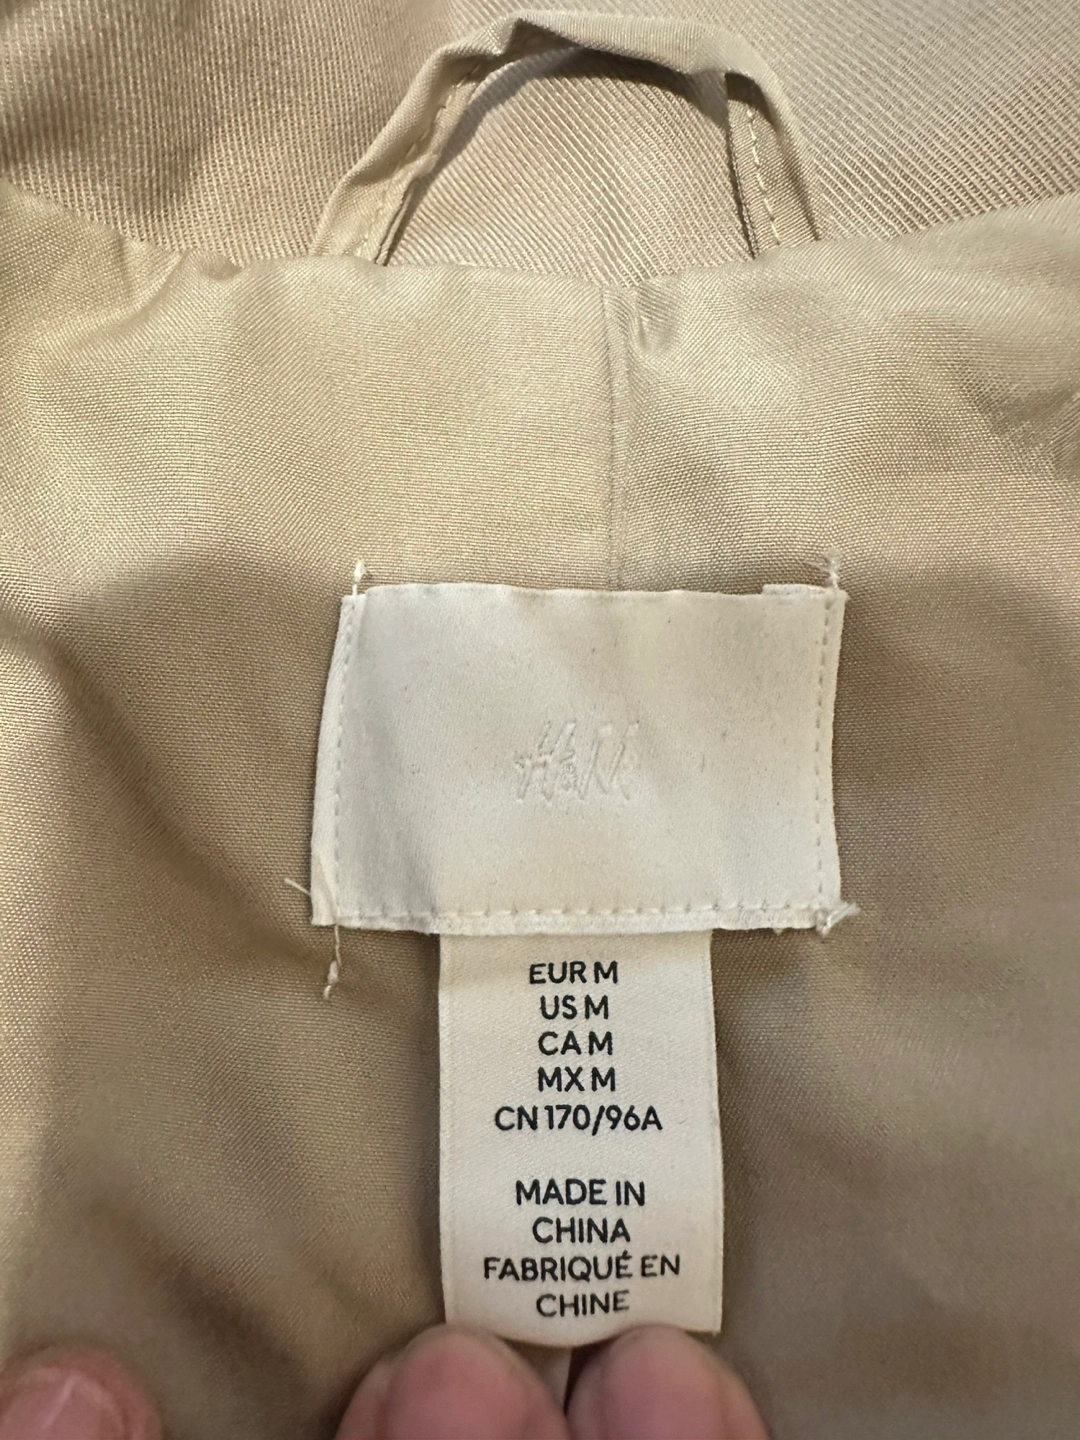 H&M
EUR M
US M
CA M
MX M
CN 170/96A
MADE IN
CHINA
FABRIQUÉ EN
CHINE